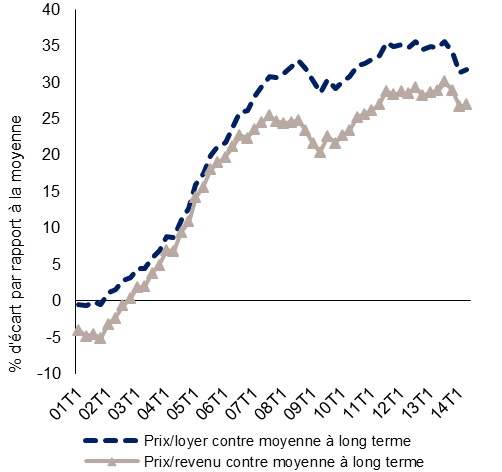 % d'écart par rapport à la moyenne
40
35
30
25
20
15
10
5
0
-5
-10
01T1
02T1
03T1
04T1
05T1
06T1
07T1
08T1
09T1
10T1
11T1
12T1
13T1
14T1
Prix/loyer contre moyenne à long terme
Prix/revenu contre moyenne à long terme